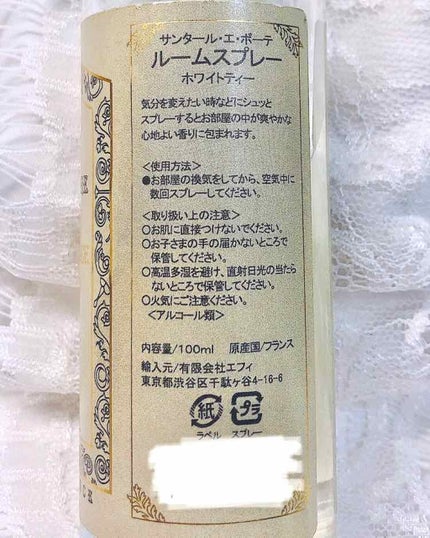 サンタール・エ・ボーテ
ルームスプレー
ホワイトティー
気分を変えたい時などにシュッと
スプレーするとお部屋の中が爽やかな
心地よい香りに包まれます。
<使用方法>
●お部屋の換気をしてから、空気中に
数回スプレーしてください。
<取り扱い上の注意>
○お肌に直接つけないでください。
○お子さまの手の届かないところで
保管してください。
○高温多湿を避け、直射日光の当たら
ないところで保管してください。
○火気にご注意ください。
<アルコール類>
内容量/100ml 原産国/フランス
輸入元/有限会社エフィ
東京都渋谷区千駄ヶ谷4-16-6
紙 プラ
ラベル スプレー